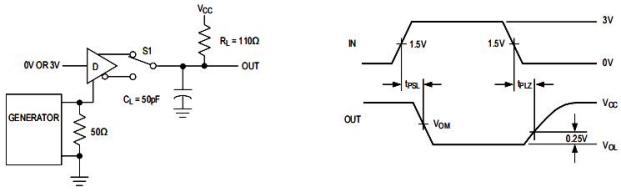 VCC
S1
RL = 110Ω
0V OR 3V
D
OUT
CL = 50pF
GENERATOR
50Ω
3V
IN
1.5V
1.5V
0V
tPSL
tPLZ
VCC
OUT
VOM
0.25V
VOL